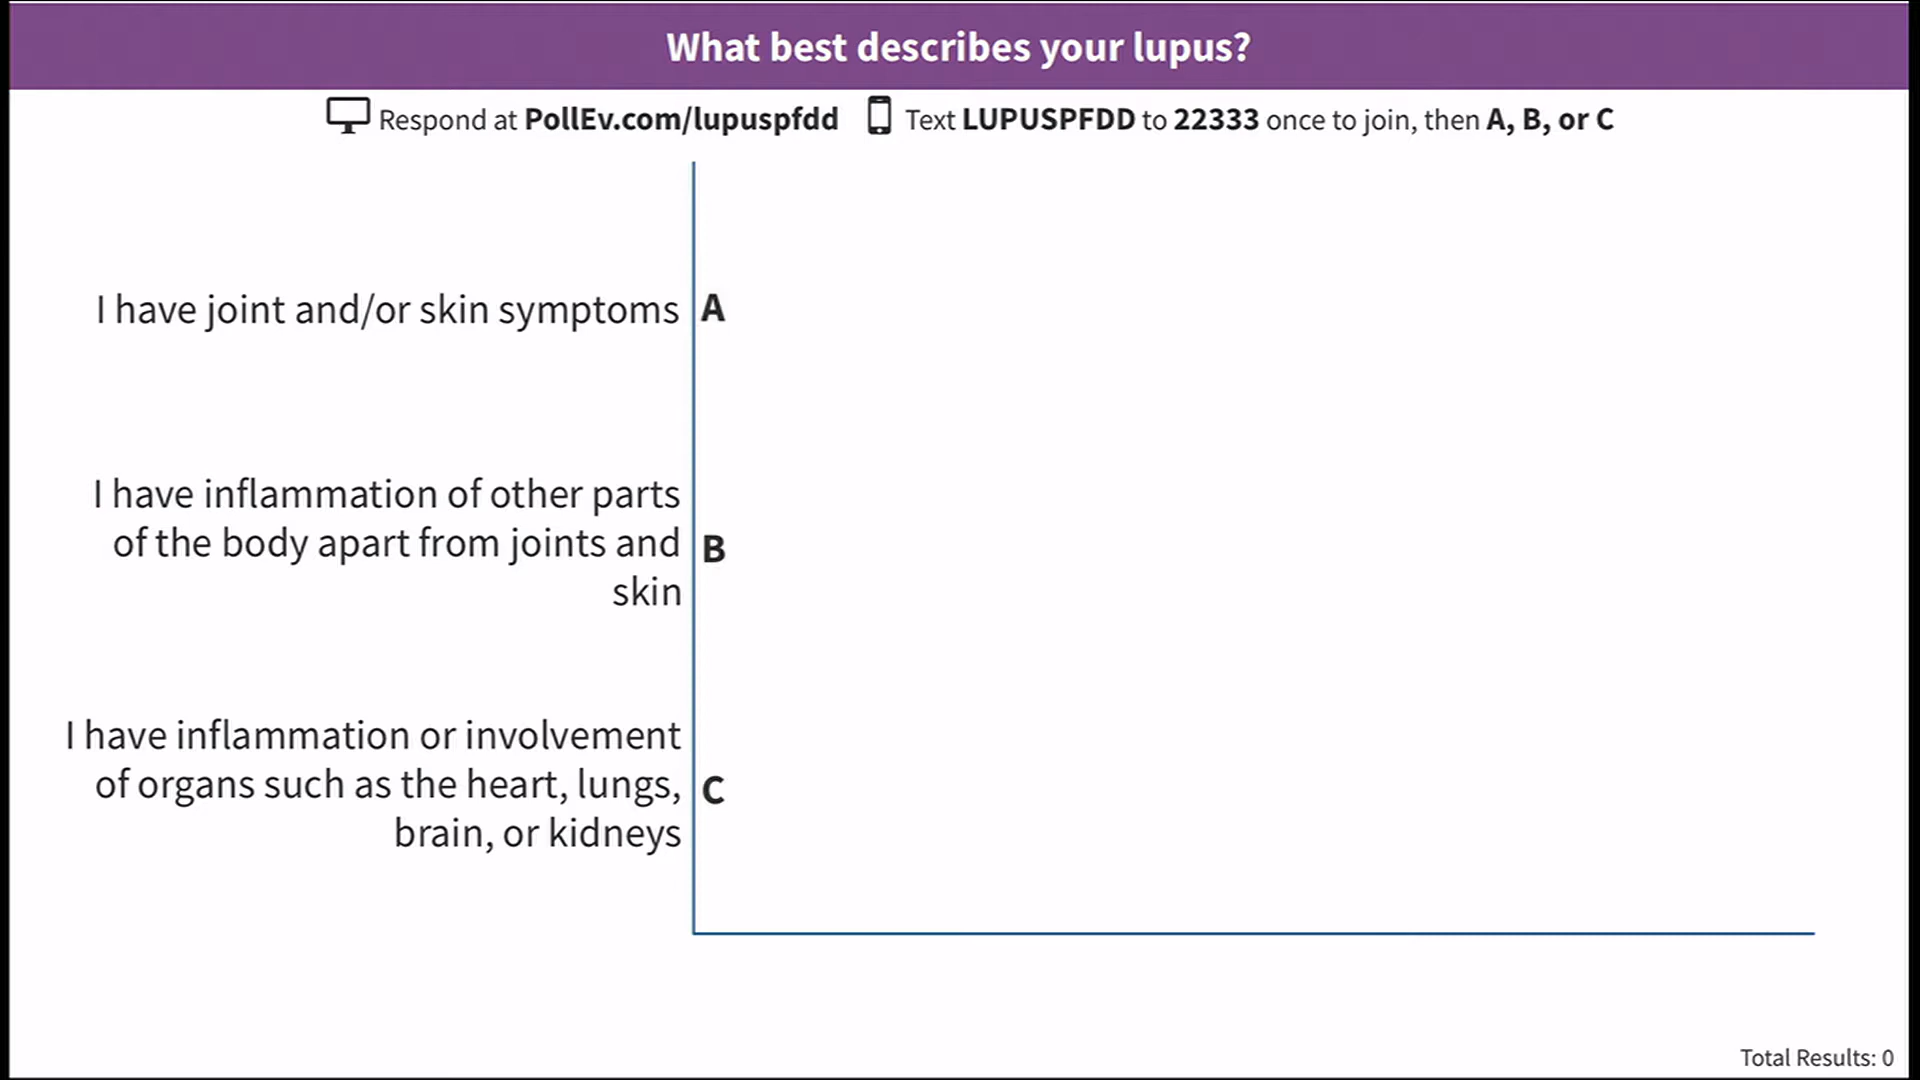 What best describes your lupus?
Respond at PollEv.com/lupuspfdd Text LUPUSPFDD to 22333 once to join, then A, B, or C
I have joint and/or skin symptoms A
I have inflammation of other parts
of the body apart from joints and B
skin
I have inflammation or involvement
of organs such as the heart, lungs, C
brain, or kidneys
Total Results: 0